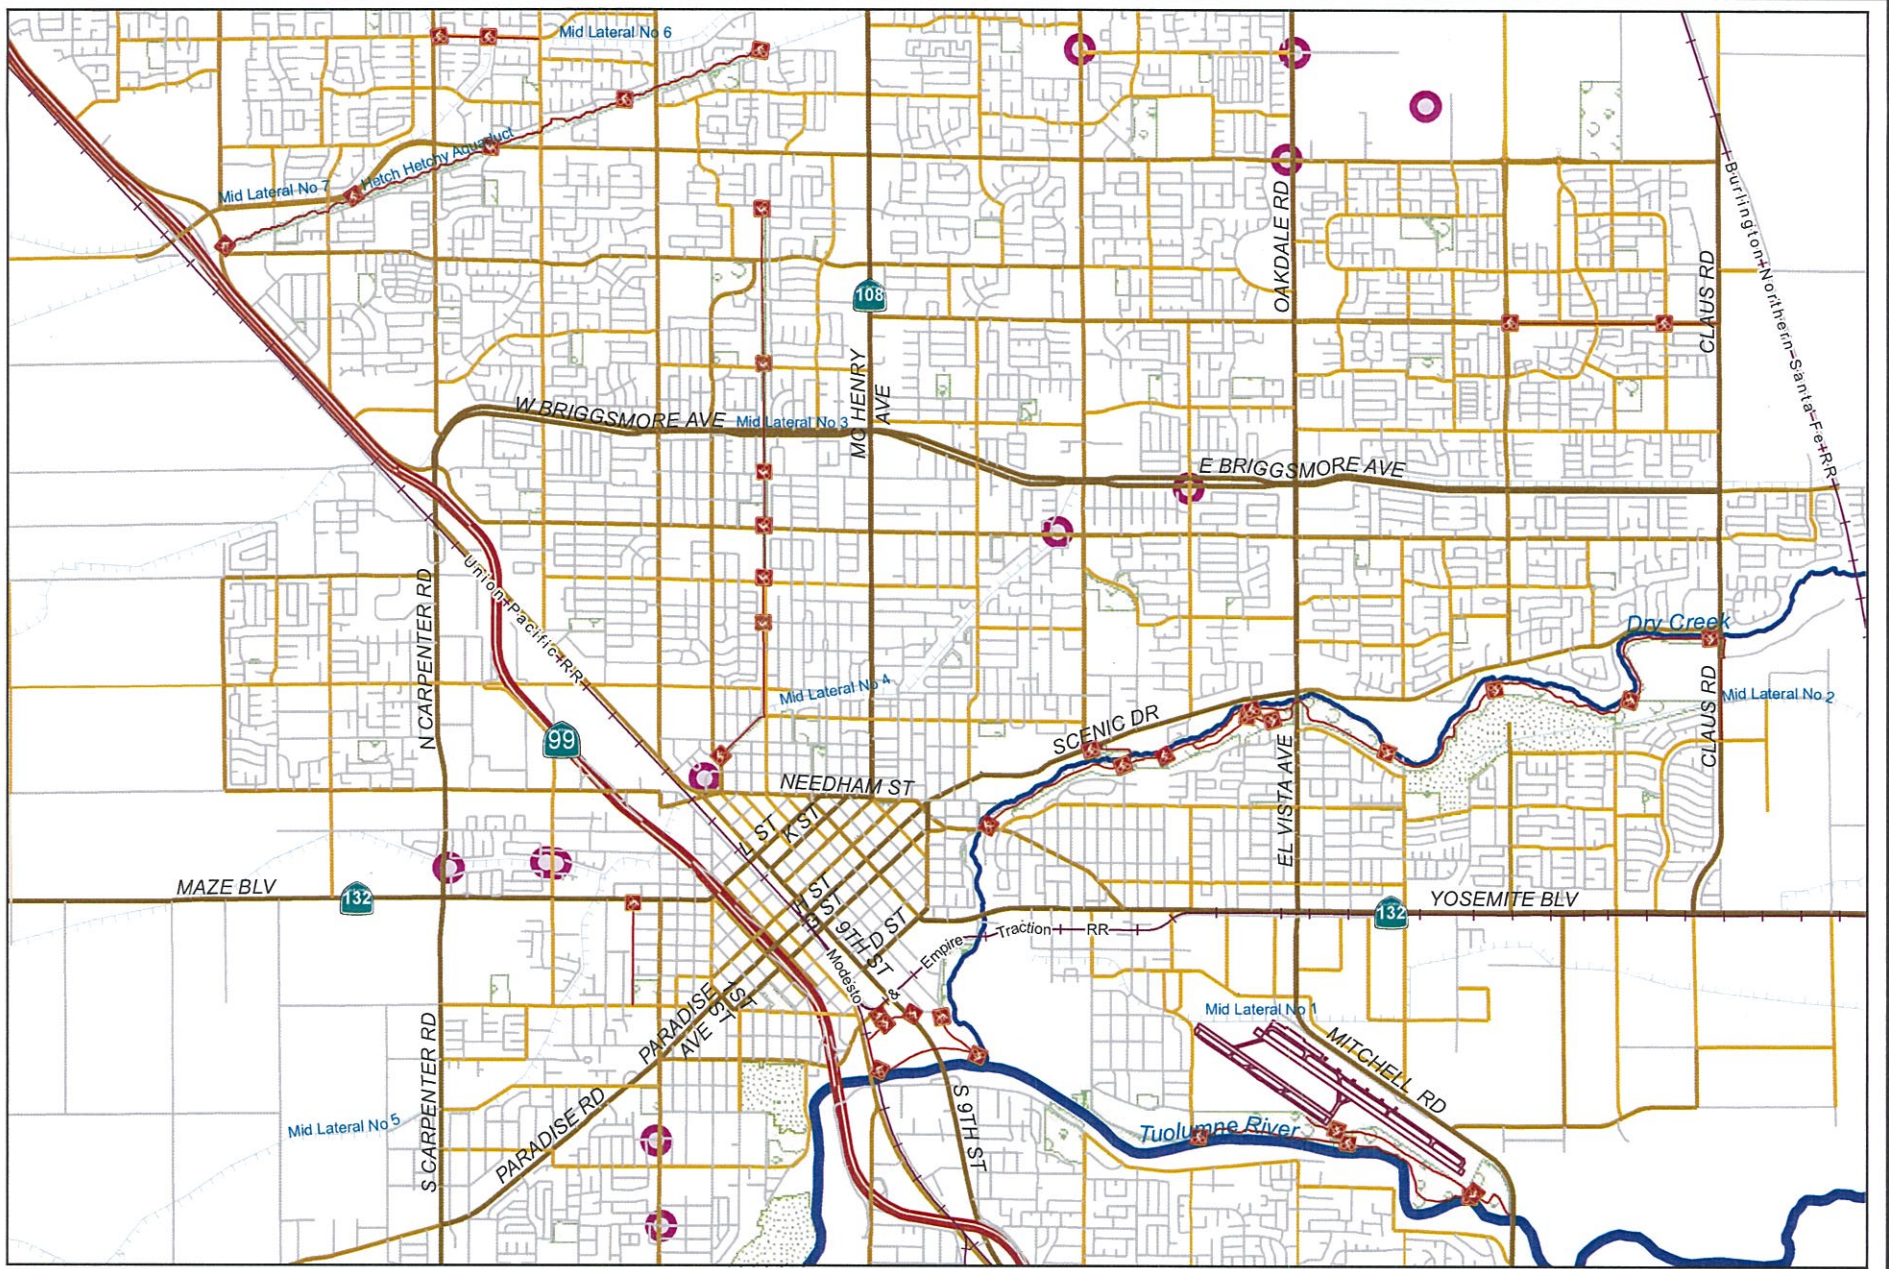 Mid Lateral No 6
Hetch Hetchy Aquaduct
Mid Lateral No 7
OAKDALE RD
Burlington Northern Santa Fe RR
CLAUS RD
108
MC HENRY
AVE
W BRIGGSMORE AVE
Mid Lateral No 3
E BRIGGSMORE AVE
N CARPENTER RD
Union Pacific RR
Dry Creek
Mid Lateral No 4
Mid Lateral No 2
CLAUS RD
SCENIC DR
99
EL VISTA AVE
NEEDHAM ST
L ST
K ST
MAZE BLV
132
YOSEMITE BLV
132
H ST
G ST
9TH ST
D ST
Modesto
&
Empire
Traction
RR
PARADISE
AVE
1ST
ST
Mid Lateral No 1
S CARPENTER RD
MITCHELL RD
PARADISE RD
S 9TH ST
Mid Lateral No 5
Tuolumne River